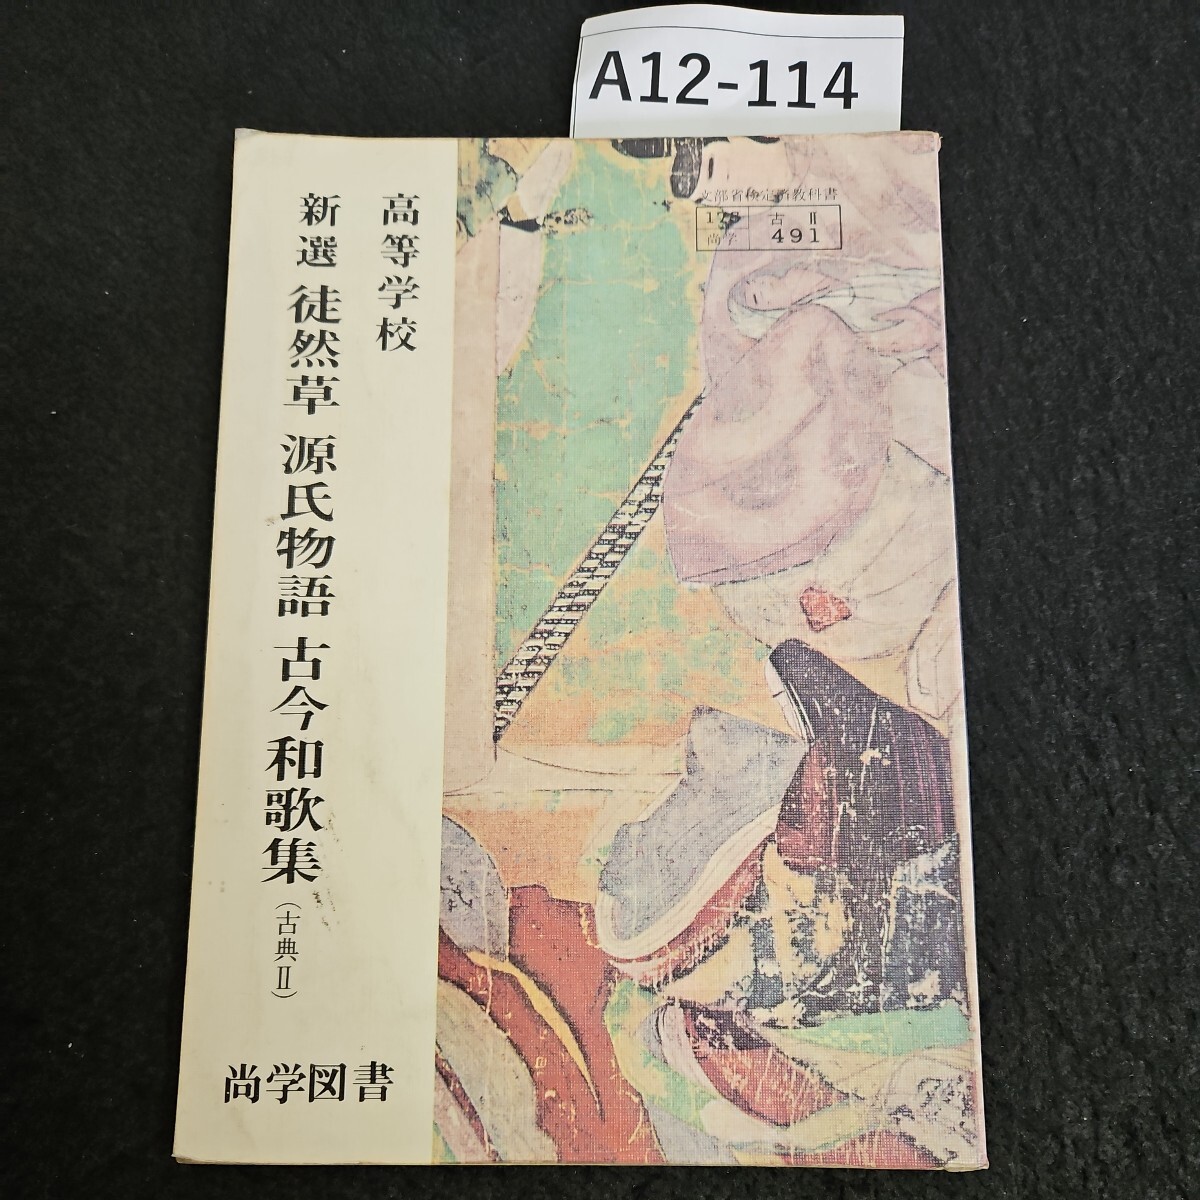 A12-114
文部省検定済教科書
178 古Ⅱ
尚学 491
高等学校
新選 徒然草 源氏物語 古今和歌集(古典Ⅱ)
尚学図書